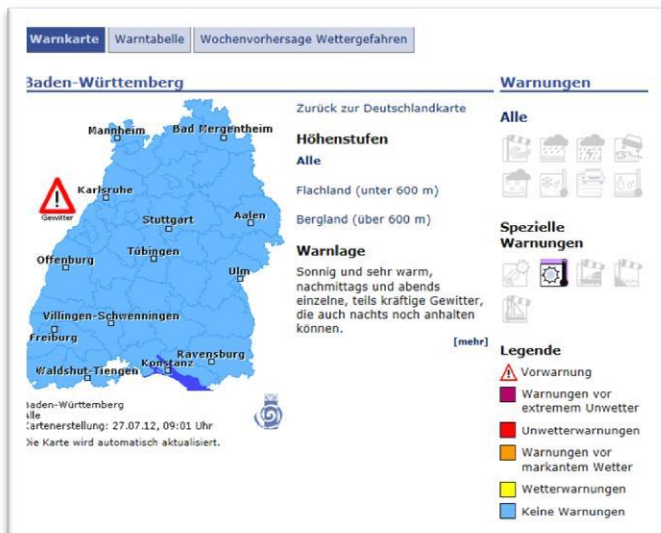 Warnkarte
Warntabelle
Wochenvorhersage Wettergefahren
Baden-Württemberg
Mannheim
Bad Mergentheim
Karlsruhe
Gewitter
Stuttgart
Aalen
Tübingen
Offenburg
Ulm
Villingen-Schwenningen
Freiburg
Ravensburg
Konstanz
Waldshut-Tiengen
Baden-Württemberg
Alle
Kartenerstellung: 27.07.12, 09:01 Uhr
Die Karte wird automatisch aktualisiert.
Zurück zur Deutschlandkarte
Höhenstufen
Alle
Flachland (unter 600 m)
Bergland (über 600 m)
Warnlage
Sonnig und sehr warm,
nachmittags und abends
einzelne, teils kräftige Gewitter,
die auch nachts noch anhalten
können.
[mehr]
Warnungen
Alle
Spezielle
Warnungen
Legende
Vorwarnung
Warnungen vor
extremem Unwetter
Unwetterwarnungen
Warnungen vor
markantem Wetter
Wetterwarnungen
Keine Warnungen